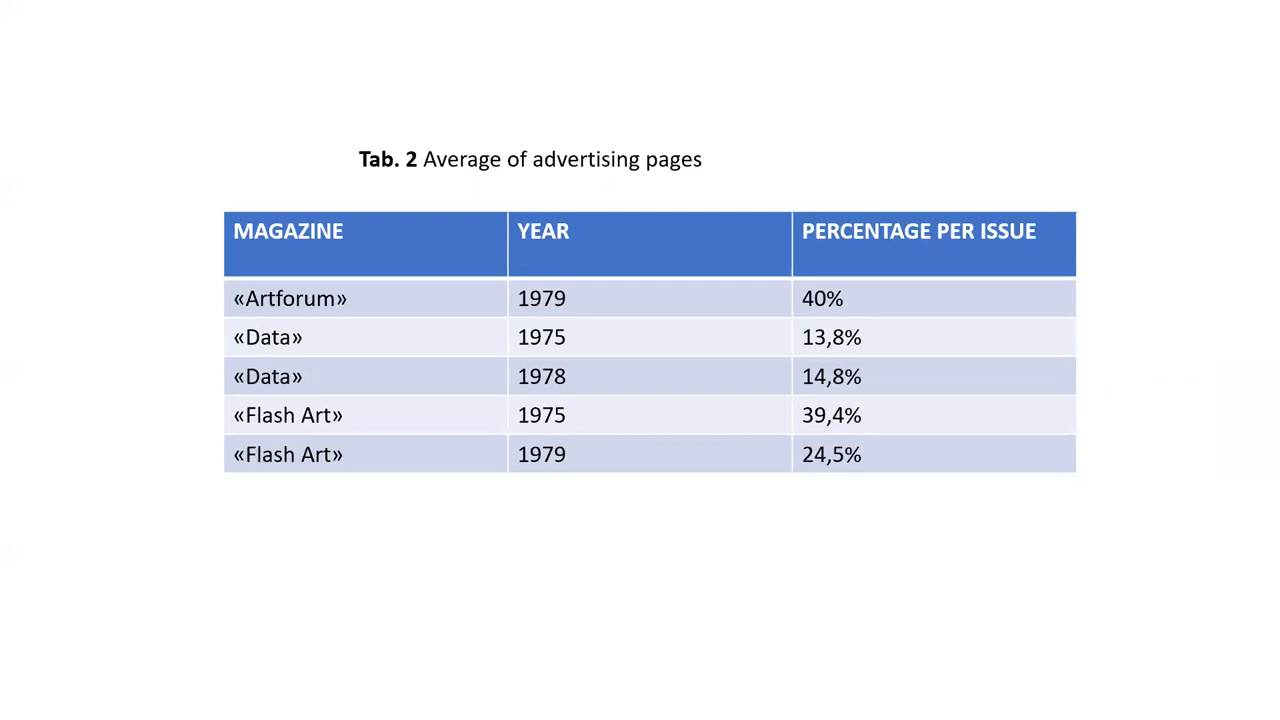 Tab. 2 Average of advertising pages
MAGAZINE YEAR PERCENTAGE PER ISSUE
«Artforum» 1979 40%
«Data» 1975 13,8%
«Data» 1978 14,8%
«Flash Art» 1975 39,4%
«Flash Art» 1979 24,5%